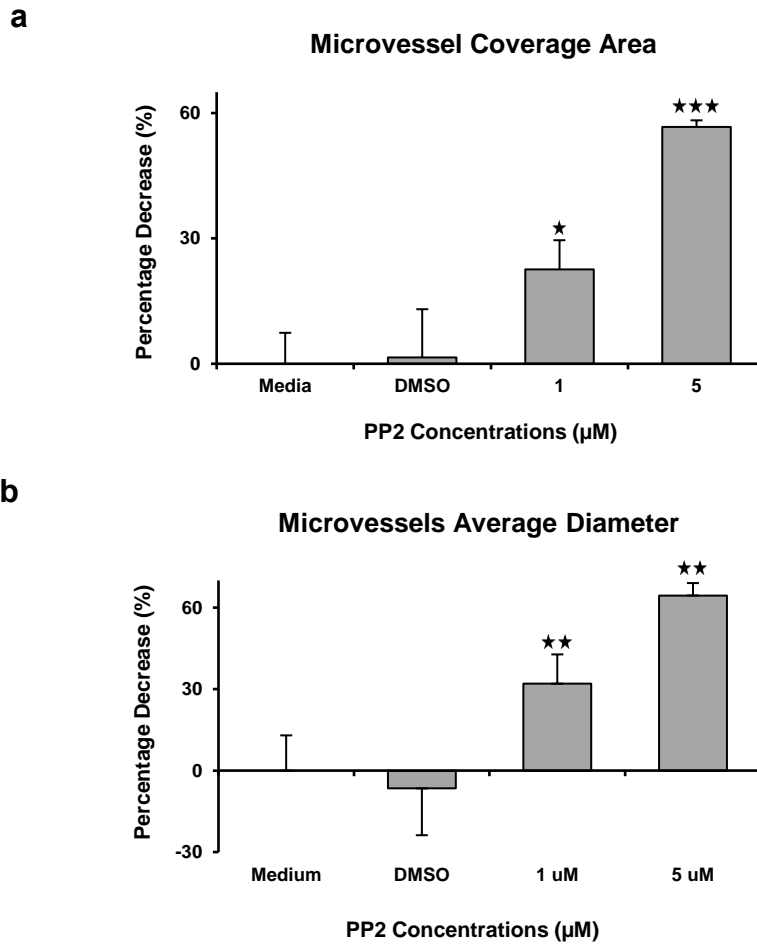 a
Microvessel Coverage Area
Percentage Decrease (%)
60
30
0
★
★★★
Media DMSO 1 5
PP2 Concentrations (µM)
b
Microvessels Average Diameter
Percentage Decrease (%)
60
30
0
-30
★★
★★
Medium DMSO 1 uM 5 uM
PP2 Concentrations (µM)